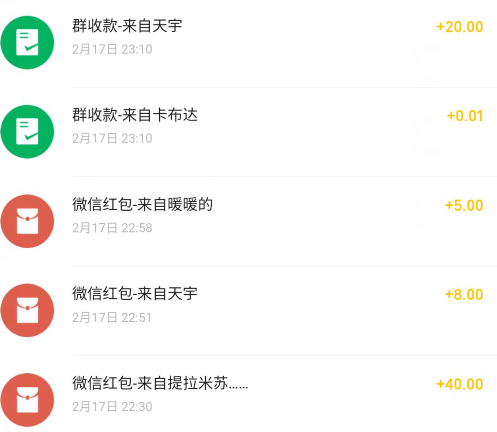 群收款-来自天宇
+20.00
2月17日 23:10
群收款-来自卡布达
+0.01
2月17日 23:10
微信红包-来自暖暖的
+5.00
2月17日 22:58
微信红包-来自天宇
+8.00
2月17日 22:51
微信红包-来自提拉米苏......
+40.00
2月17日 22:30